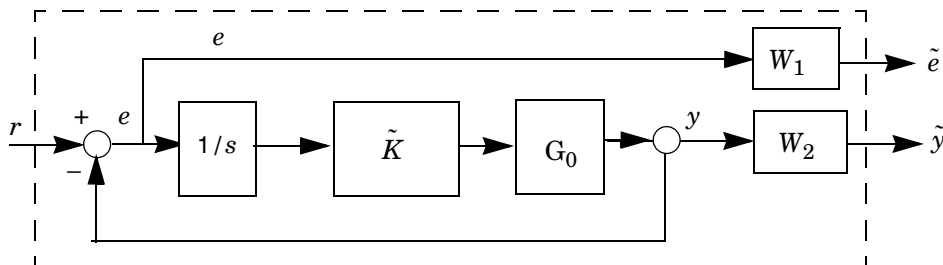 e
W₁
ẽ
r
+
e
−
1/s
K̃
G₀
y
W₂
ỹ